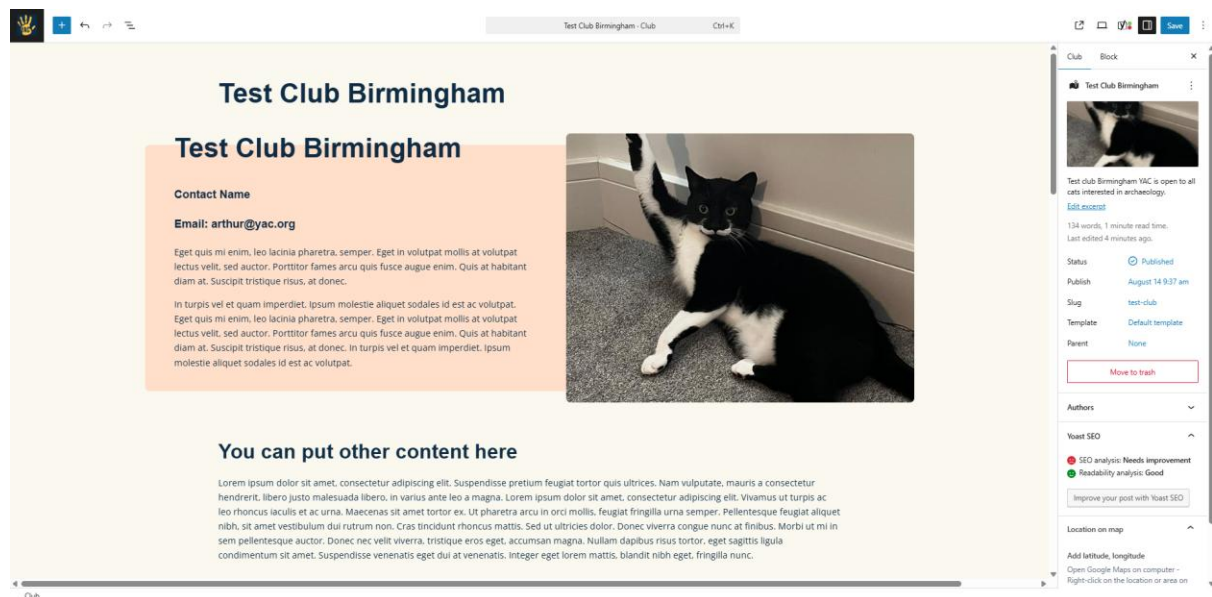 Test Club Birmingham · Club Ctrl+K
Save
Test Club Birmingham
Test Club Birmingham
Contact Name
Email: arthur@yac.org
Eget quis mi enim, leo lacinia pharetra, semper. Eget in volutpat mollis at volutpat
lectus velit, sed auctor. Porttitor fames arcu quis fusce augue enim. Quis at habitant
diam at. Suscipit tristique risus, at donec.
In turpis vel et quam imperdiet. Ipsum molestie aliquet sodales id est ac volutpat.
Eget quis mi enim, leo lacinia pharetra, semper. Eget in volutpat mollis at volutpat
lectus velit, sed auctor. Porttitor fames arcu quis fusce augue enim. Quis at habitant
diam at. Suscipit tristique risus, at donec. In turpis vel et quam imperdiet. Ipsum
molestie aliquet sodales id est ac volutpat.
You can put other content here
Lorem ipsum dolor sit amet, consectetur adipiscing elit. Suspendisse pretium feugiat tortor quis ultrices. Nam vulputate, mauris a consectetur
hendrerit, libero justo malesuada libero, in varius ante leo a magna. Lorem ipsum dolor sit amet, consectetur adipiscing elit. Vivamus ut turpis ac
leo rhoncus iaculis et ac urna. Maecenas sit amet tortor ex. Ut pharetra arcu in orci mollis, feugiat fringilla urna semper. Pellentesque feugiat aliquet
nibh, sit amet vestibulum dui rutrum non. Cras tincidunt rhoncus mattis. Sed ut ultricies dolor. Donec viverra congue nunc at finibus. Morbi ut mi in
sem pellentesque auctor. Donec nec velit viverra, tristique eros eget, accumsan magna. Nullam dapibus risus tortor, eget sagittis ligula
condimentum sit amet. Suspendisse venenatis eget dui at venenatis. Integer eget lorem mattis, blandit nibh eget, fringilla nunc.
Club Block
Test Club Birmingham
Test club Birmingham YAC is open to all
cats interested in archaeology.
Edit excerpt
134 words, 1 minute read time.
Last edited 4 minutes ago.
Status Published
Publish August 14 9:37 am
Slug test-club
Template Default template
Parent None
Move to trash
Authors
Yoast SEO
SEO analysis: Needs improvement
Readability analysis: Good
Improve your post with Yoast SEO
Location on map
Add latitude, longitude
Open Google Maps on computer -
Right-click on the location or area on
Club